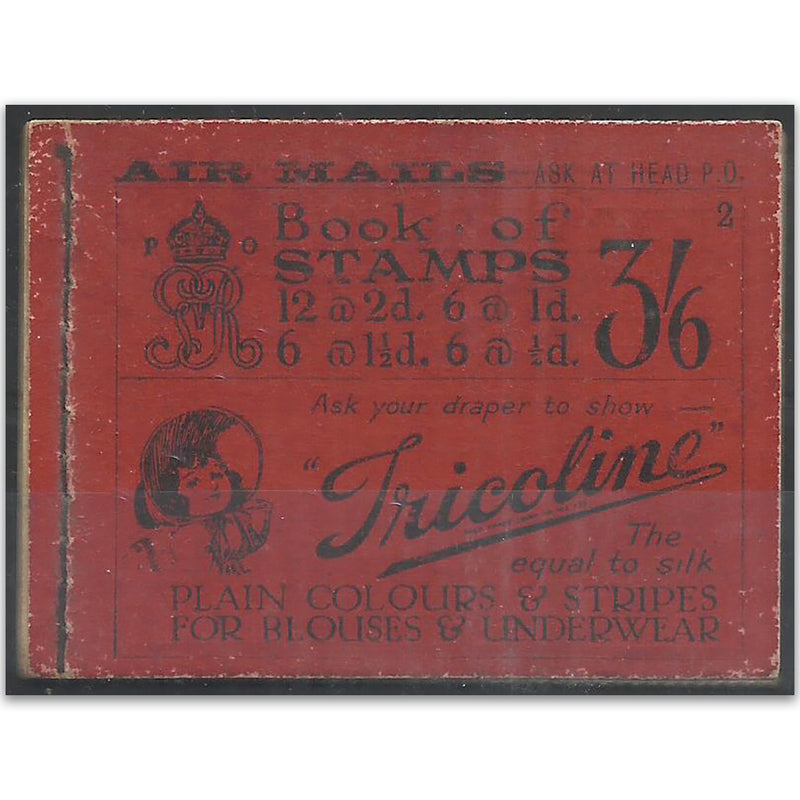 AIR MAILS - ASK AT HEAD P.O.
2
P O
Book · of
STAMPS
3/6
12 @ 2d. 6 @ 1d.
6 @ 1½d. 6 @ ½d.
Ask your draper to show —
"Tricoline"
The
equal to silk
PLAIN COLOURS & STRIPES
FOR BLOUSES & UNDERWEAR